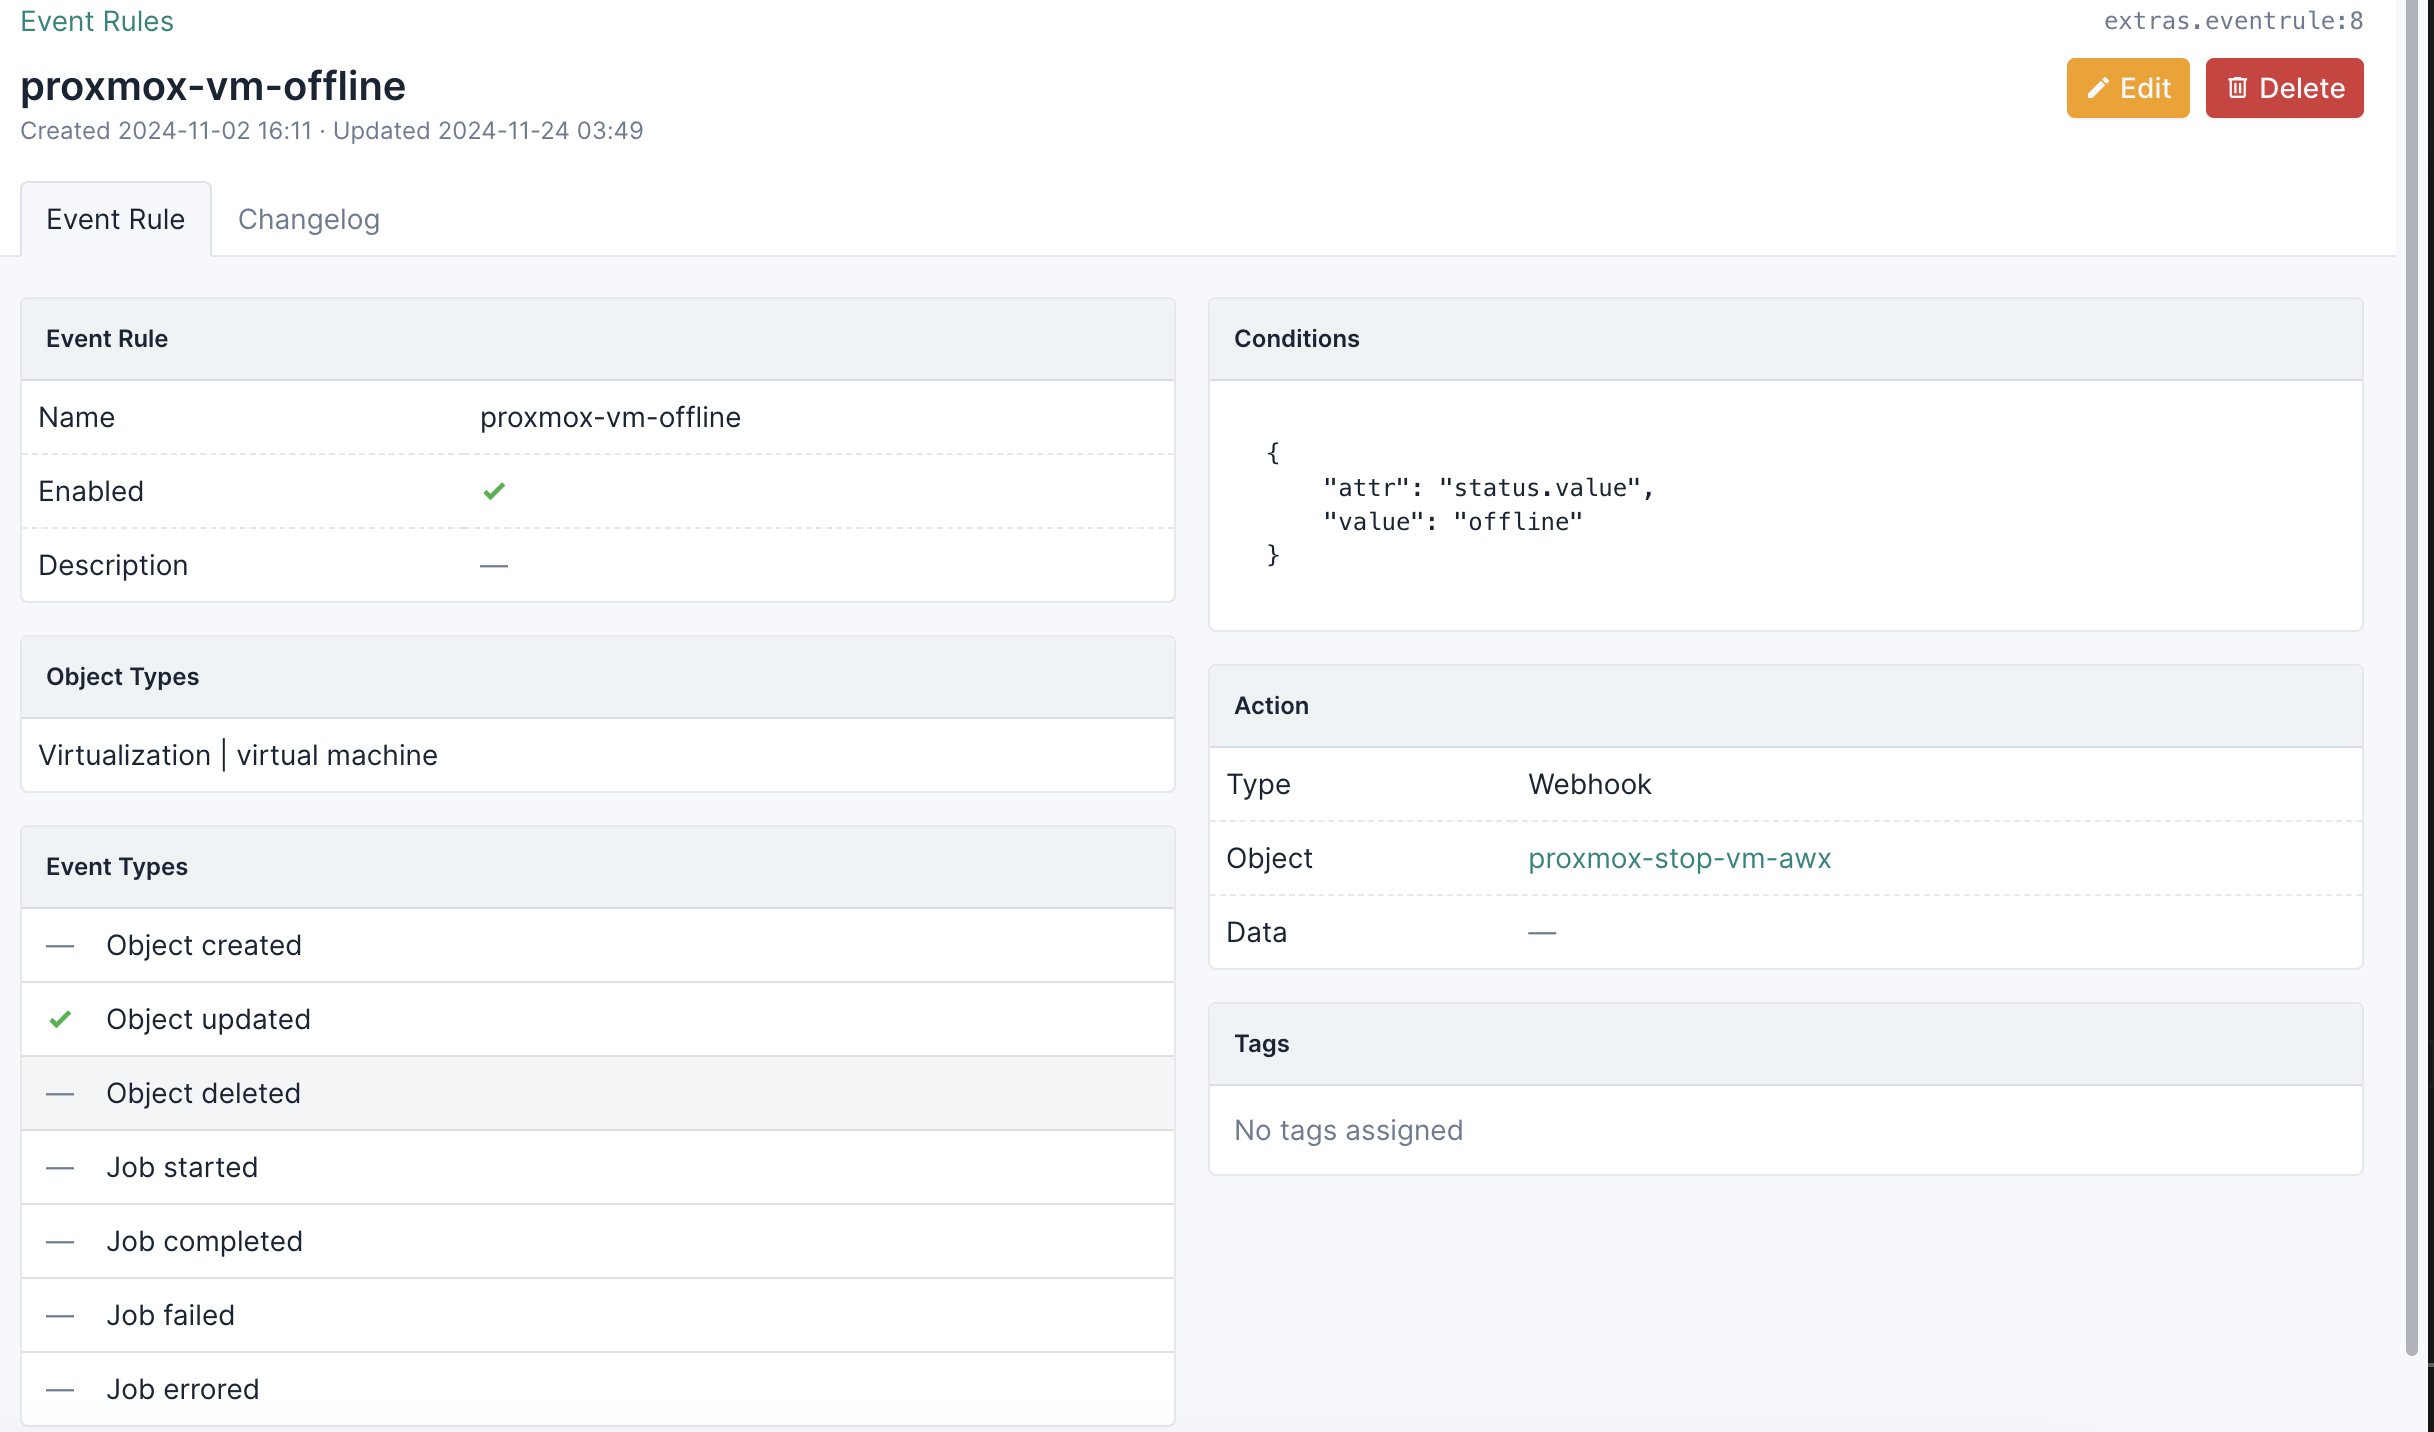 Event Rules
extras.eventrule:8
proxmox-vm-offline
Edit
Delete
Created 2024-11-02 16:11 · Updated 2024-11-24 03:49
Event Rule
Changelog
Event Rule
Name proxmox-vm-offline
Enabled
Description —
Object Types
Virtualization | virtual machine
Event Types
— Object created
Object updated
— Object deleted
— Job started
— Job completed
— Job failed
— Job errored
Conditions
{
    "attr": "status.value",
    "value": "offline"
}
Action
Type Webhook
Object proxmox-stop-vm-awx
Data —
Tags
No tags assigned